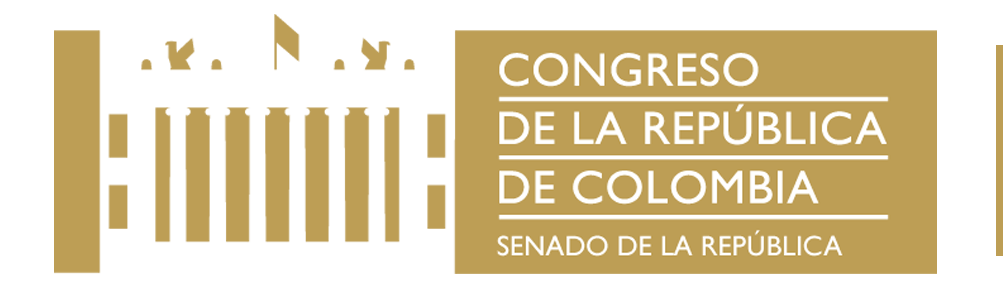 CONGRESO
DE LA REPÚBLICA
DE COLOMBIA
SENADO DE LA REPÚBLICA